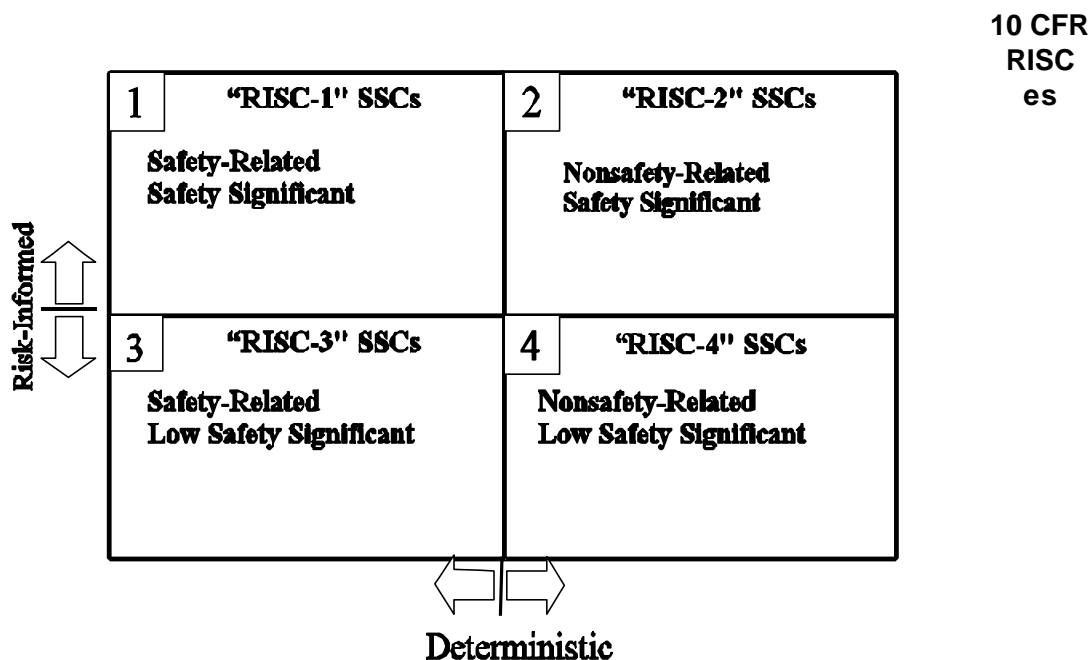 10 CFR
RISC
es
1
“RISC-1" SSCs
Safety-Related
Safety Significant
2
“RISC-2" SSCs
Nonsafety-Related
Safety Significant
Risk-Informed
3
“RISC-3" SSCs
Safety-Related
Low Safety Significant
4
“RISC-4" SSCs
Nonsafety-Related
Low Safety Significant
Deterministic